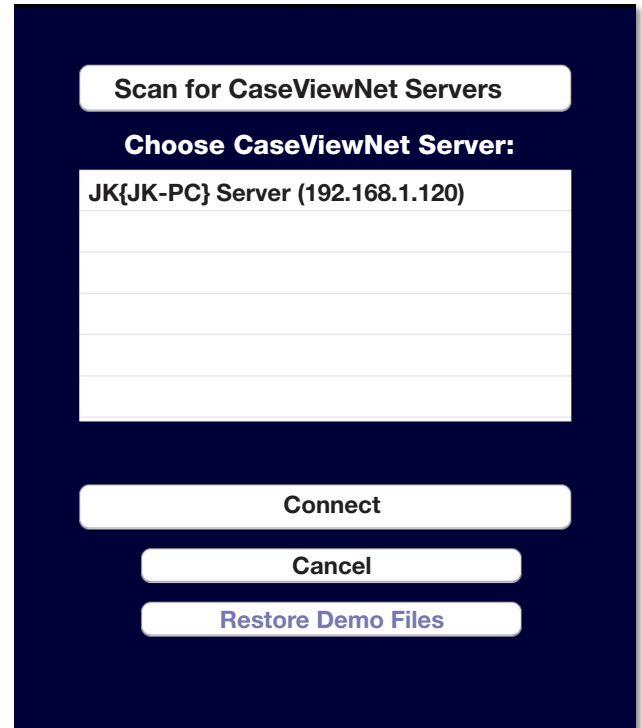 Scan for CaseViewNet Servers
Choose CaseViewNet Server:
JK{JK-PC} Server (192.168.1.120)
Connect
Cancel
Restore Demo Files